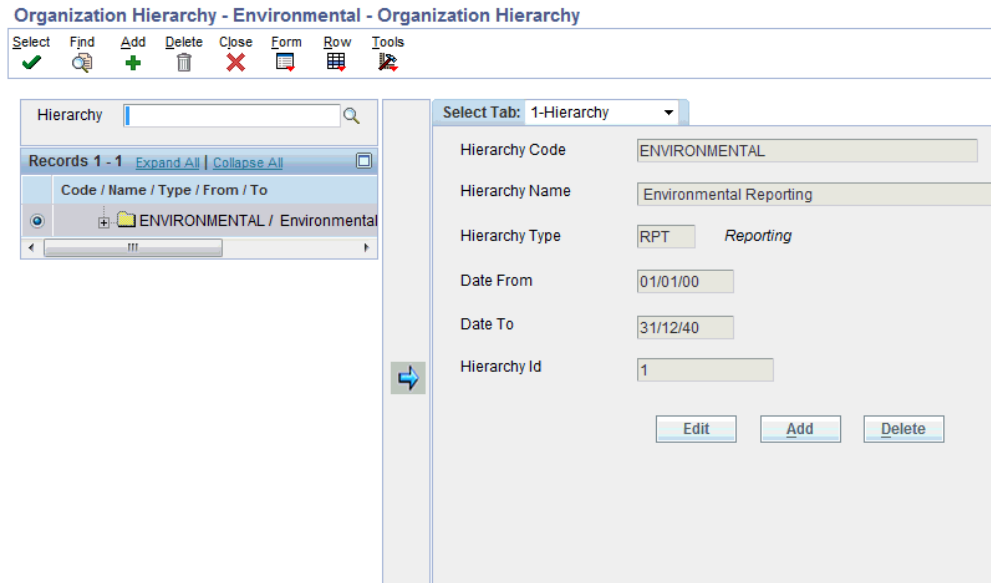 Organization Hierarchy - Environmental - Organization Hierarchy
Select Find Add Delete Close Form Row Tools
Hierarchy
Records 1 - 1 Expand All | Collapse All
Code / Name / Type / From / To
ENVIRONMENTAL / Environmental
Select Tab: 1-Hierarchy
Hierarchy Code ENVIRONMENTAL
Hierarchy Name Environmental Reporting
Hierarchy Type RPT Reporting
Date From 01/01/00
Date To 31/12/40
Hierarchy Id 1
Edit Add Delete